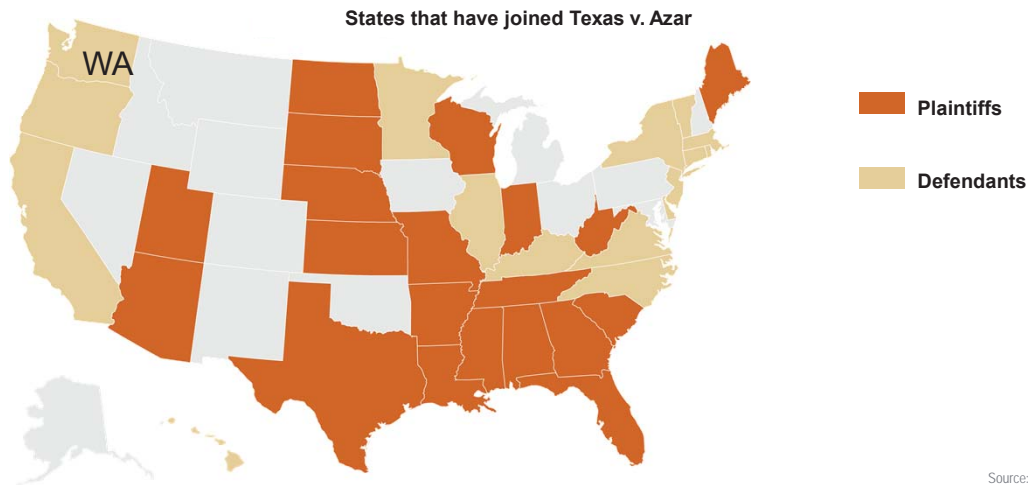 States that have joined Texas v. Azar
WA
Plaintiffs
Defendants
Source: